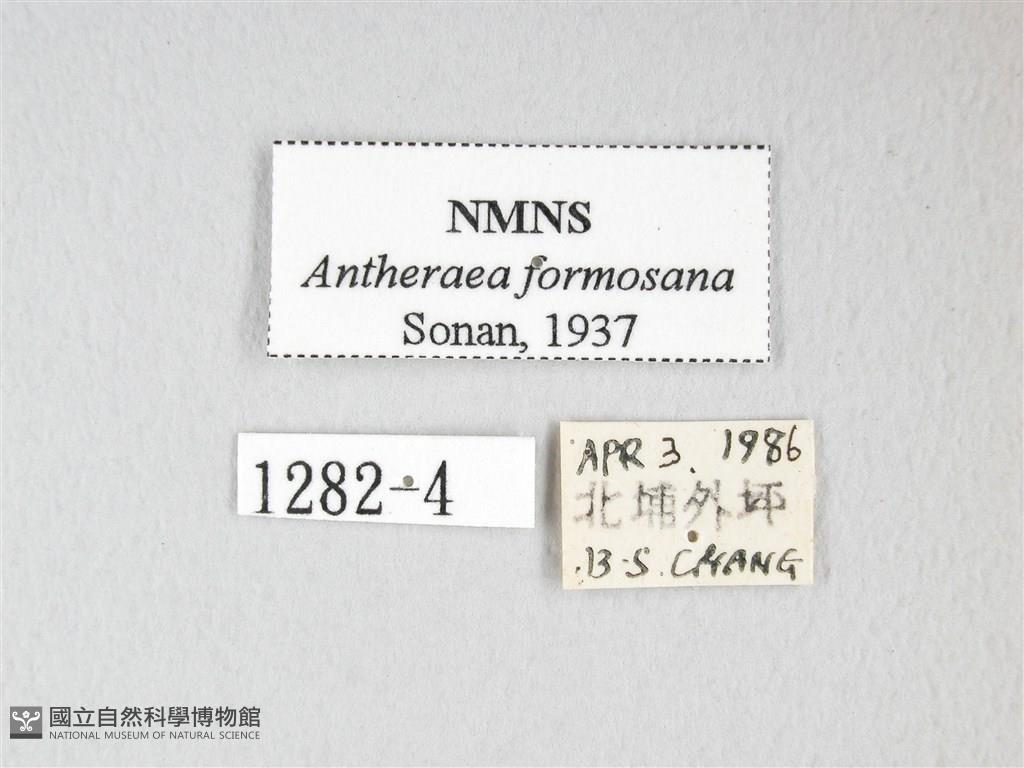 NMNS
Antheraea formosana
Sonan, 1937
1282-4
APR 3. 1986
北埔外坪
B-S. CHANG
國立自然科學博物館
NATIONAL MUSEUM OF NATURAL SCIENCE